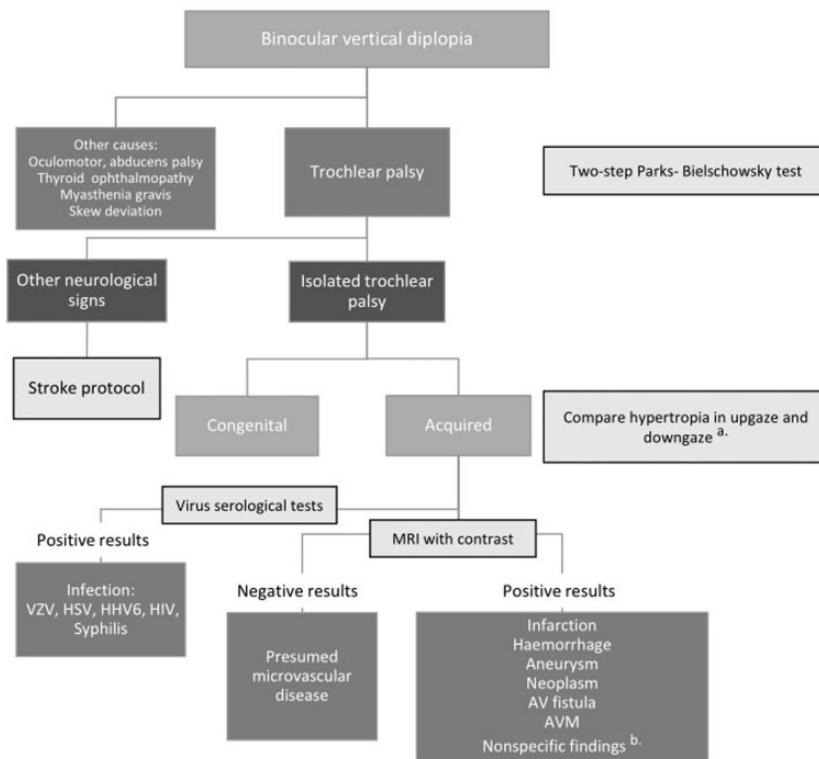 Binocular vertical diplopia
Other causes:
Oculomotor, abducens palsy
Thyroid ophthalmopathy
Myasthenia gravis
Skew deviation
Trochlear palsy
Two-step Parks- Bielschowsky test
Other neurological
signs
Isolated trochlear
palsy
Stroke protocol
Congenital
Acquired
Compare hypertropia in upgaze and
downgaze a.
Virus serological tests
MRI with contrast
Positive results
Infection:
VZV, HSV, HHV6, HIV,
Syphilis
Negative results
Presumed
microvascular
disease
Positive results
Infarction
Haemorrhage
Aneurysm
Neoplasm
AV fistula
AVM
Nonspecific findings b.